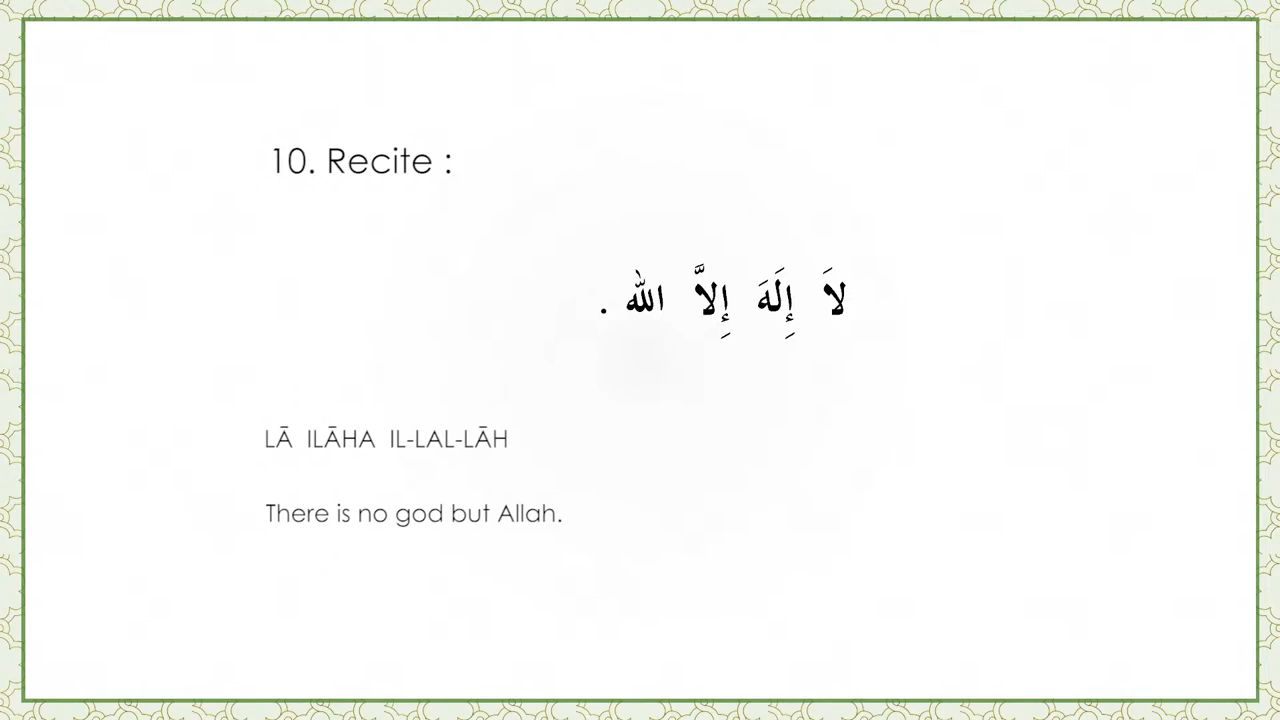 10. Recite :
لاَ إِلَهَ إِلاَّ الله .
LĀ ILĀHA IL-LAL-LĀH
There is no god but Allah.